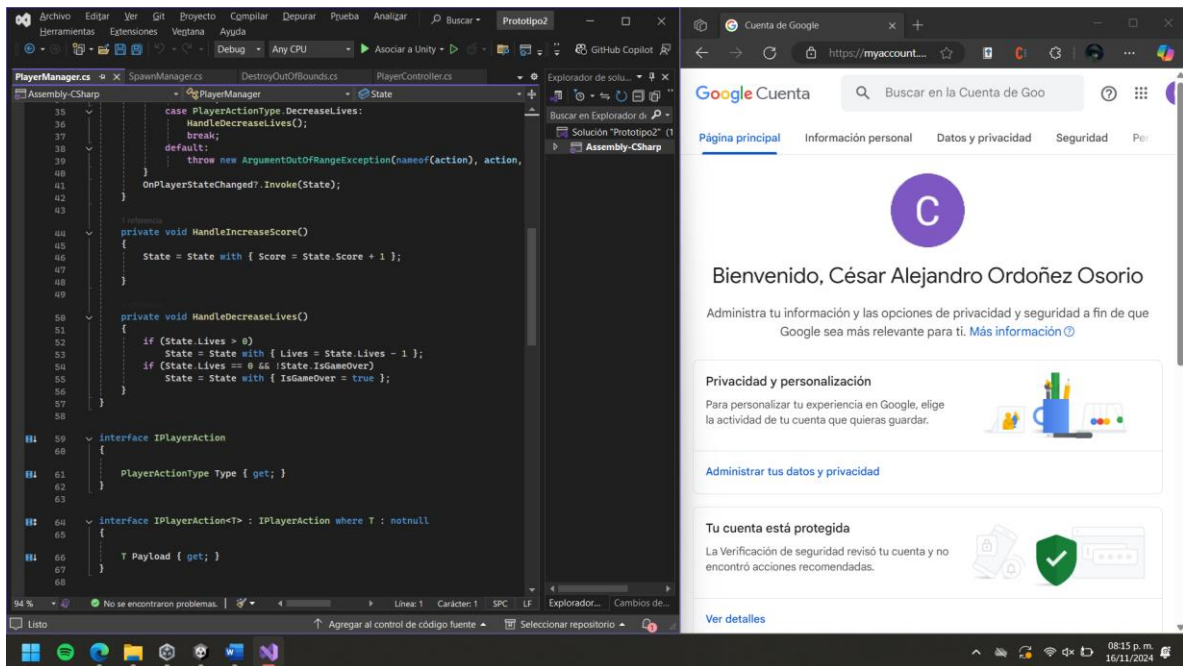 Archivo Editar Ver Git Proyecto Compilar Depurar Prueba Analizar Buscar Prototipo2
Herramientas Extensiones Ventana Ayuda
Debug Any CPU Asociar a Unity GitHub Copilot
PlayerManager.cs SpawnManager.cs DestroyOutOfBounds.cs PlayerController.cs
Assembly-CSharp PlayerManager State
35 case PlayerActionType.DecreaseLives:
36 HandleDecreaseLives();
37 break;
38 default:
39 throw new ArgumentOutOfRangeException(nameof(action), action,
40 }
41 OnPlayerStateChanged?.Invoke(State);
42 }
43
1 referencia
44 private void HandleIncreaseScore()
45 {
46 State = State with { Score = State.Score + 1 };
47
48 }
49
50 private void HandleDecreaseLives()
51 {
52 if (State.Lives > 0)
53 State = State with { Lives = State.Lives - 1 };
54 if (State.Lives == 0 && !State.IsGameOver)
55 State = State with { IsGameOver = true };
56 }
57 }
58
59 interface IPlayerAction
60 {
61 PlayerActionType Type { get; }
62 }
63
64 interface IPlayerAction<T> : IPlayerAction where T : notnull
65 {
66 T Payload { get; }
67 }
68
94 % No se encontraron problemas. Línea: 1 Carácter: 1 SPC LF
Explorador de solu...
Buscar en Explorador de
Solución "Prototipo2" (1
Assembly-CSharp
Explorador... Cambios de...
Listo Agregar al control de código fuente Seleccionar repositorio
Cuenta de Google
https://myaccount....
Google Cuenta Buscar en la Cuenta de Goo
Página principal Información personal Datos y privacidad Seguridad Per
C
Bienvenido, César Alejandro Ordoñez Osorio
Administra tu información y las opciones de privacidad y seguridad a fin de que
Google sea más relevante para ti. Más información
Privacidad y personalización
Para personalizar tu experiencia en Google, elige
la actividad de tu cuenta que quieras guardar.
Administrar tus datos y privacidad
Tu cuenta está protegida
La Verificación de seguridad revisó tu cuenta y no
encontró acciones recomendadas.
Ver detalles
08:15 p. m.
16/11/2024